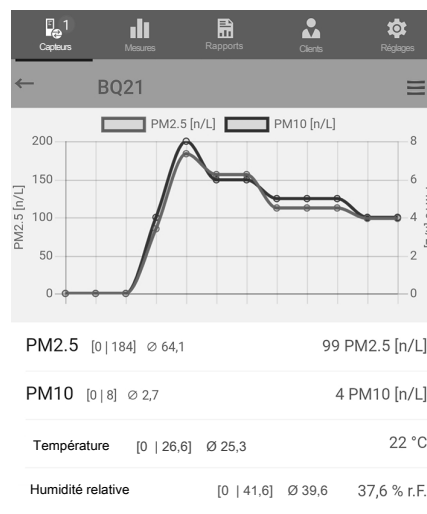 1
Capteurs Mesures Rapports Clients Réglages
BQ21
PM2.5 [n/L] PM10 [n/L]
200 8
150 6
100 4
50 2
0 0
PM2.5 [n/L]
PM2.5 [0 | 184] Ø 64,1 99 PM2.5 [n/L]
PM10 [0 | 8] Ø 2,7 4 PM10 [n/L]
Température [0 | 26,6] Ø 25,3 22 °C
Humidité relative [0 | 41,6] Ø 39,6 37,6 % r.F.